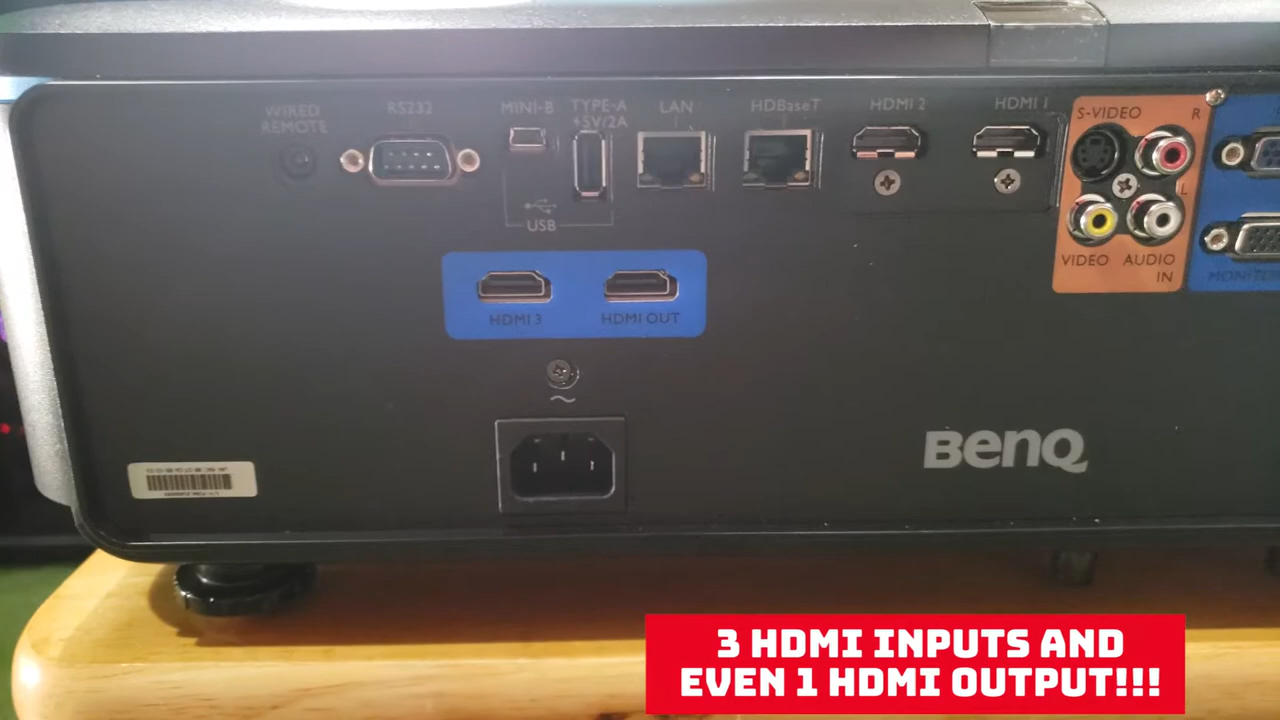 WIRED
REMOTE
RS232
MINI-B
TYPE-A
+5V/2A
USB
LAN
HDBaseT
HDMI 2
HDMI 1
S-VIDEO
R
L
VIDEO
AUDIO
IN
HDMI 3
HDMI OUT
BenQ
3 HDMI INPUTS AND
EVEN 1 HDMI OUTPUT!!!